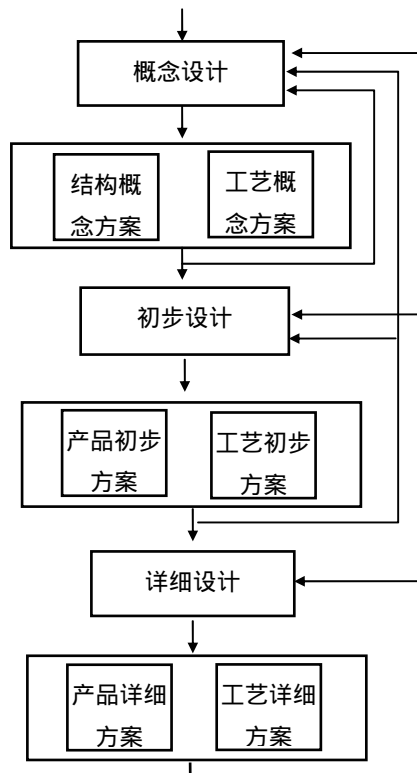 概念设计
结构概
念方案
工艺概
念方案
初步设计
产品初步
方案
工艺初步
方案
详细设计
产品详细
方案
工艺详细
方案